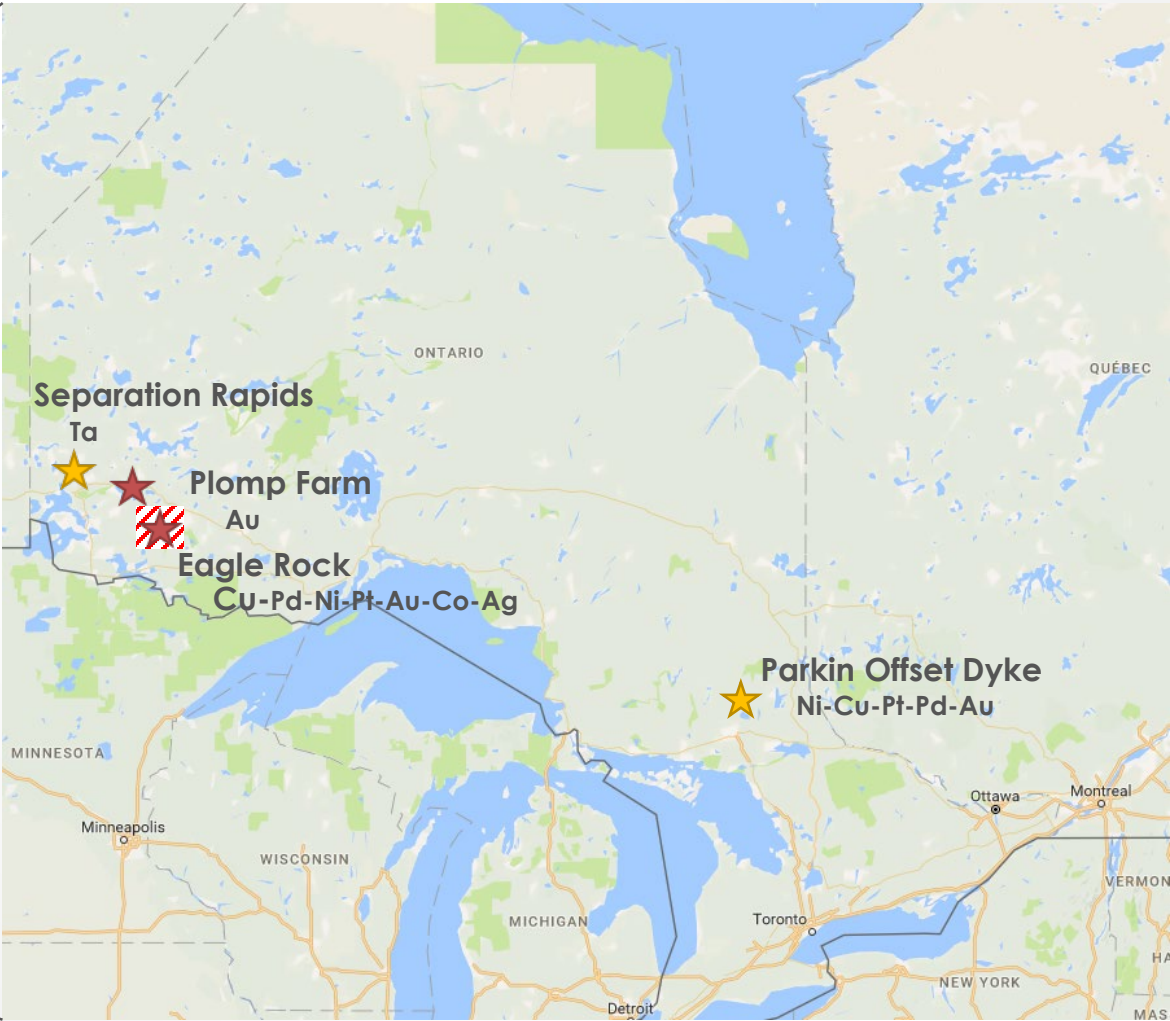 ONTARIO
QUÉBEC
Separation Rapids
Ta
Plomp Farm
Au
Eagle Rock
Cu-Pd-Ni-Pt-Au-Co-Ag
Parkin Offset Dyke
Ni-Cu-Pt-Pd-Au
MINNESOTA
Ottawa
Montreal
Minneapolis
WISCONSIN
VERMON
MICHIGAN
Toronto
HA
NEW YORK
Detroit
MAS